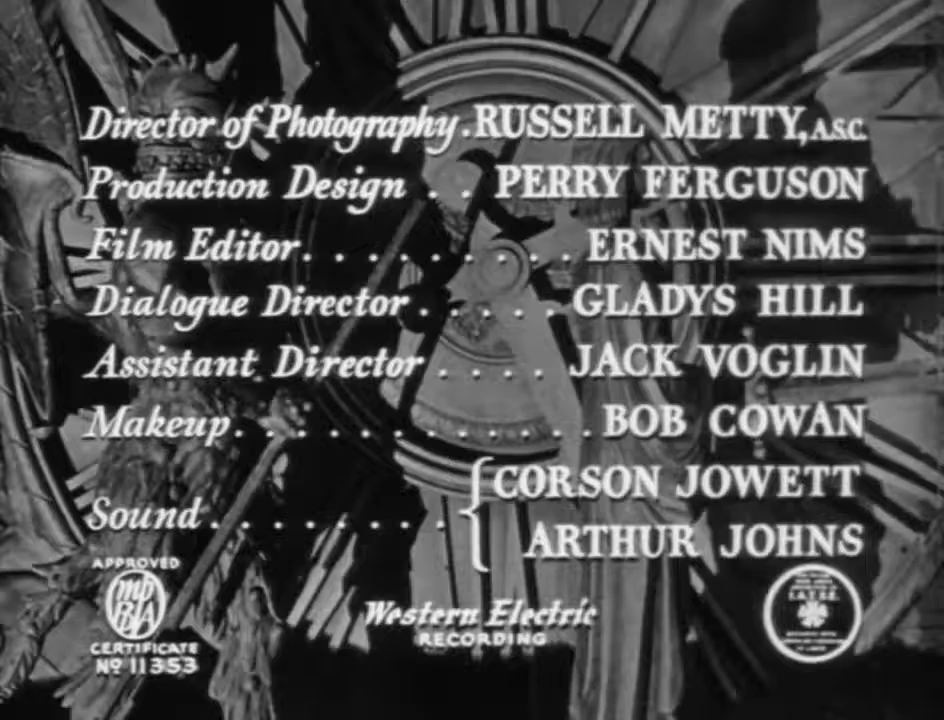 Director of Photography. RUSSELL METTY, A.S.C.
Production Design . . PERRY FERGUSON
Film Editor . . . . . . . . . . ERNEST NIMS
Dialogue Director . . . . . GLADYS HILL
Assistant Director . . . . JACK VOGLIN
Makeup . . . . . . . . . . . . . BOB COWAN
CORSON JOWETT
Sound . . . . . . . . .
ARTHUR JOHNS
APPROVED
MPPDA
CERTIFICATE
No 11353
Western Electric
RECORDING
I.A.T.S.E.